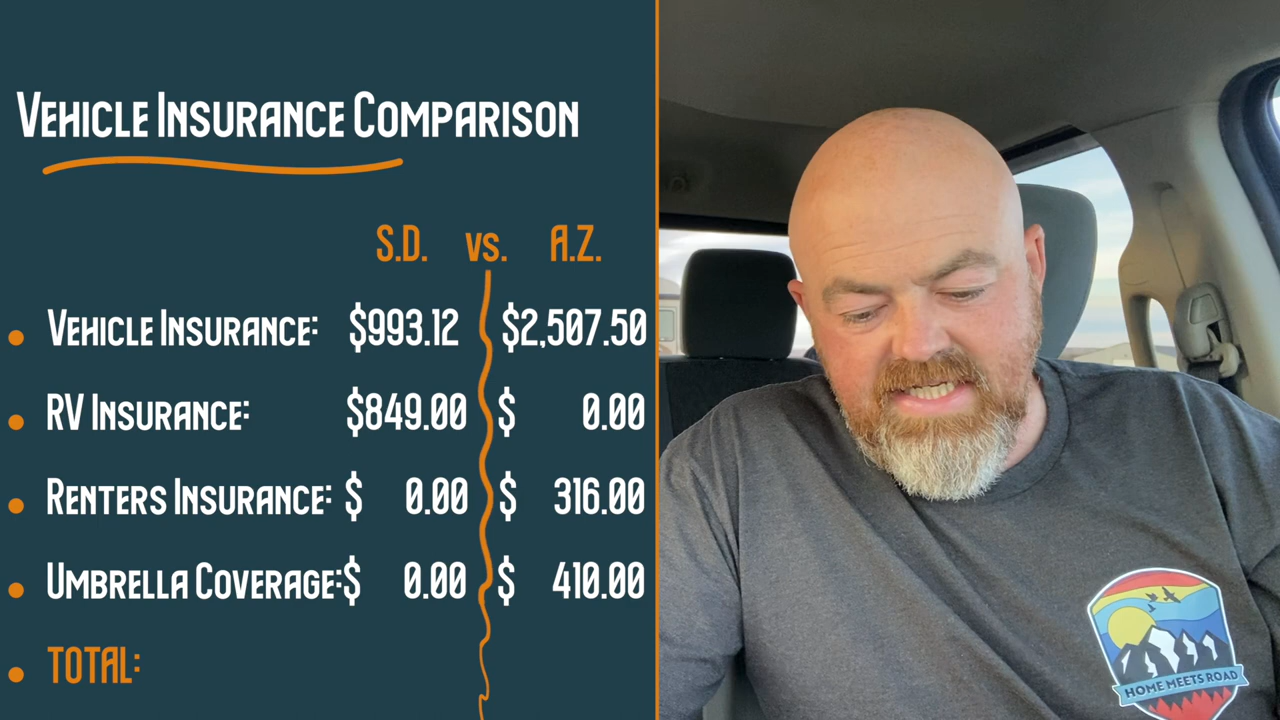 Vehicle Insurance Comparison
S.D. vs. A.Z.
• Vehicle Insurance: $993.12 $2,507.50
• RV Insurance: $849.00 $ 0.00
• Renters Insurance: $ 0.00 $ 316.00
• Umbrella Coverage: $ 0.00 $ 410.00
• TOTAL:
HOME MEETS ROAD